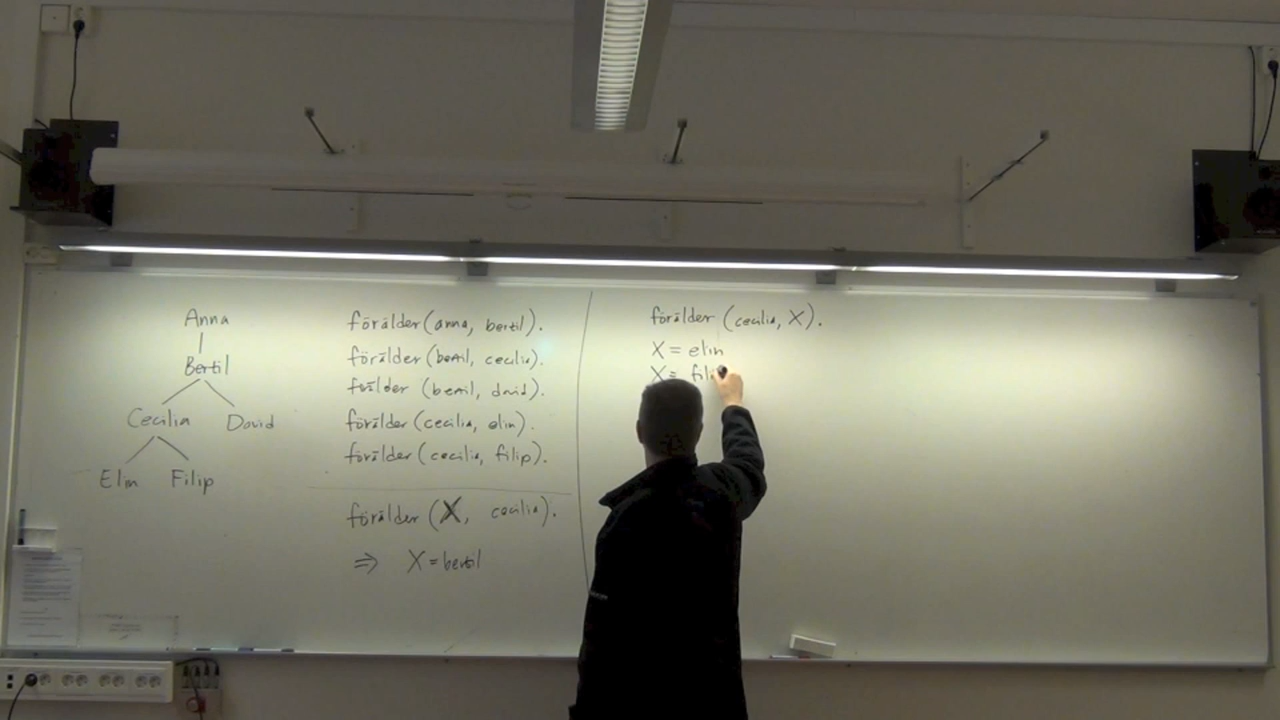 Anna
Bertil
Cecilia David
Elin Filip
förälder (anna, bertil).
förälder (bertil, cecilia).
förälder (bertil, david).
förälder (cecilia, elin).
förälder (cecilia, filip).
förälder (X, cecilia).
⇒ X = bertil
förälder (cecilia, X).
X = elin
X = fili